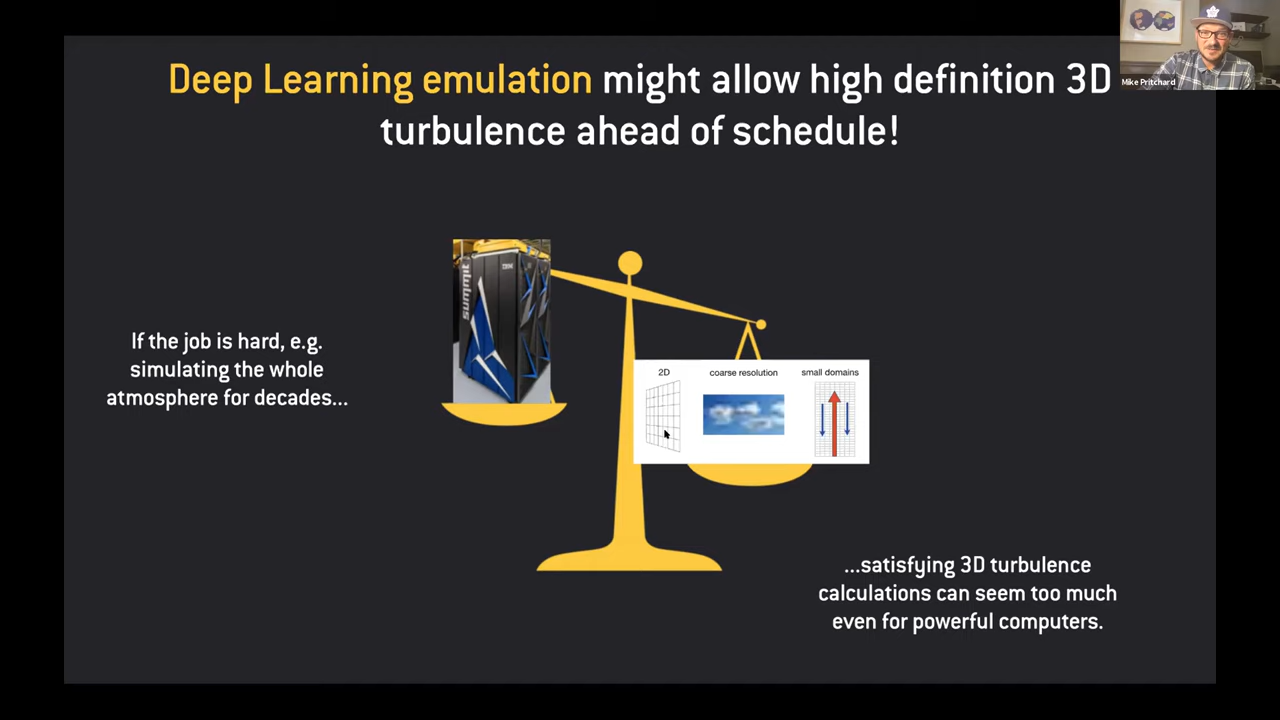 Deep Learning emulation might allow high definition 3D
turbulence ahead of schedule!
Mike Pritchard
If the job is hard, e.g.
simulating the whole
atmosphere for decades...
summit
IBM
2D
coarse resolution
small domains
...satisfying 3D turbulence
calculations can seem too much
even for powerful computers.